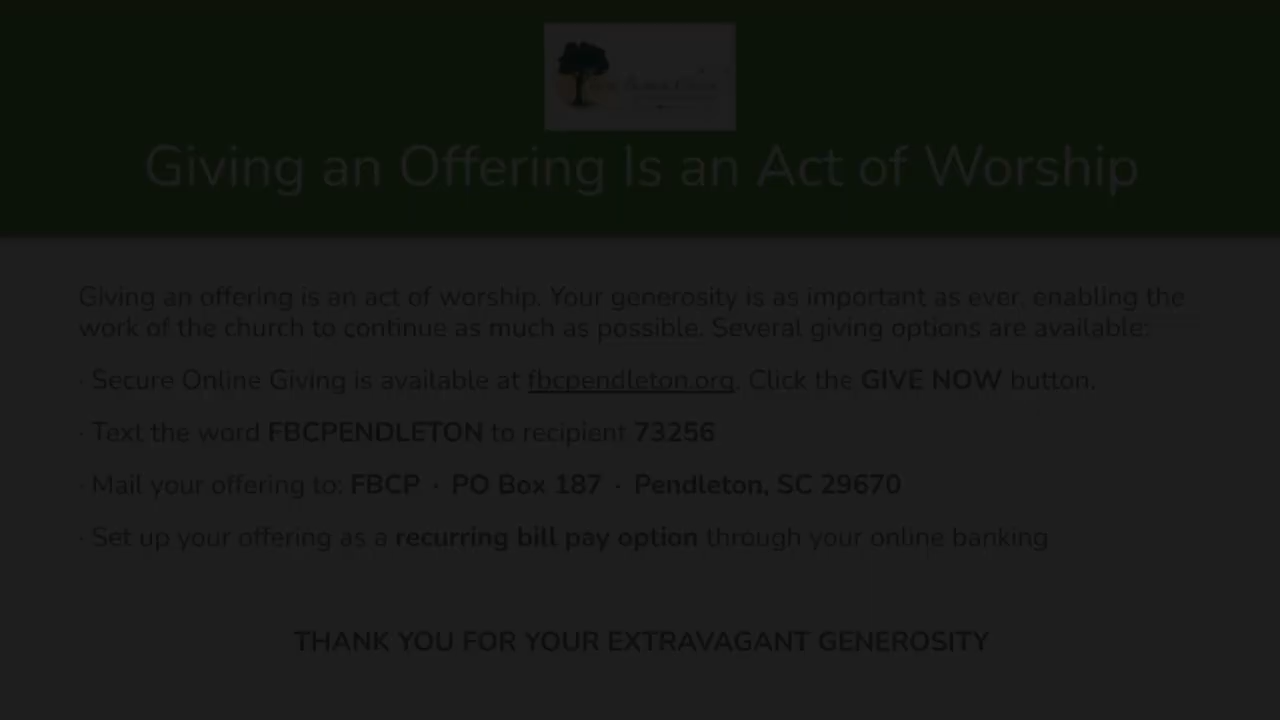 Giving an Offering Is an Act of Worship
Giving an offering is an act of worship. Your generosity is as important as ever, enabling the
work of the church to continue as much as possible. Several giving options are available:
· Secure Online Giving is available at fbcpendleton.org. Click the GIVE NOW button.
· Text the word FBCPENDLETON to recipient 73256
· Mail your offering to: FBCP · PO Box 187 · Pendleton, SC 29670
· Set up your offering as a recurring bill pay option through your online banking
THANK YOU FOR YOUR EXTRAVAGANT GENEROSITY